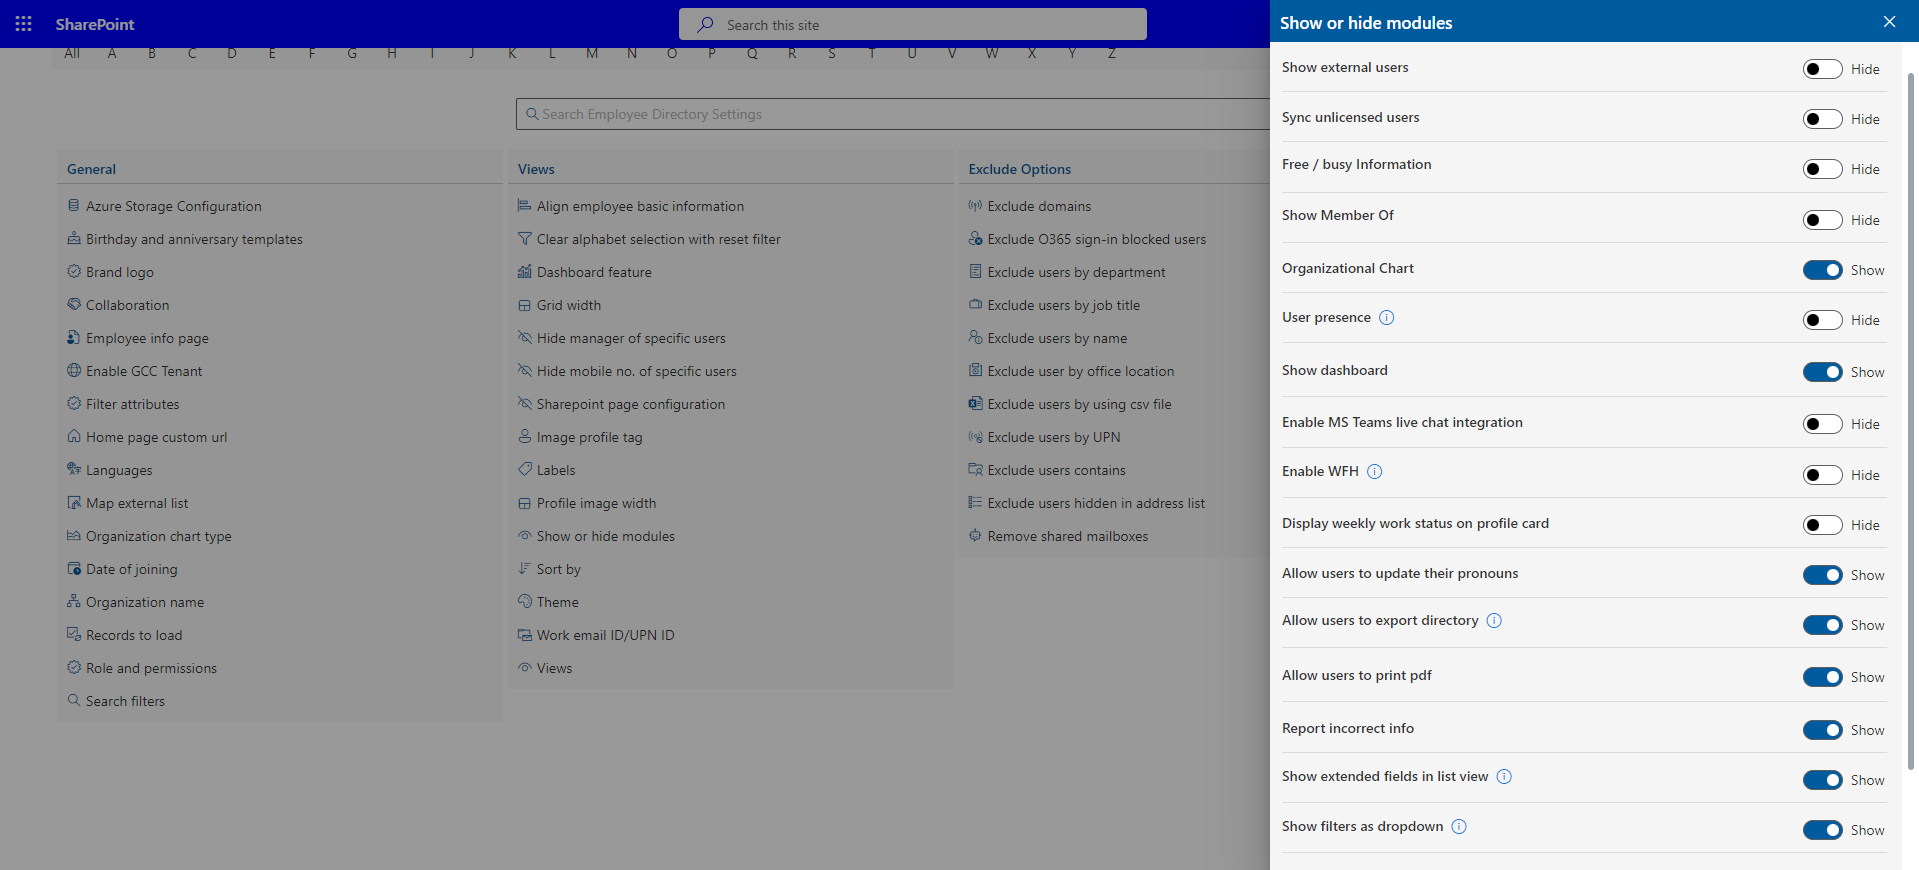 SharePoint
Search this site
All A B C D E F G H I J K L M N O P Q R S T U V W X Y Z
Search Employee Directory Settings
General
Azure Storage Configuration
Birthday and anniversary templates
Brand logo
Collaboration
Employee info page
Enable GCC Tenant
Filter attributes
Home page custom url
Languages
Map external list
Organization chart type
Date of joining
Organization name
Records to load
Role and permissions
Search filters
Views
Align employee basic information
Clear alphabet selection with reset filter
Dashboard feature
Grid width
Hide manager of specific users
Hide mobile no. of specific users
Sharepoint page configuration
Image profile tag
Labels
Profile image width
Show or hide modules
Sort by
Theme
Work email ID/UPN ID
Views
Exclude Options
Exclude domains
Exclude O365 sign-in blocked users
Exclude users by department
Exclude users by job title
Exclude users by name
Exclude user by office location
Exclude users by using csv file
Exclude users by UPN
Exclude users contains
Exclude users hidden in address list
Remove shared mailboxes
Show or hide modules
Show external users Hide
Sync unlicensed users Hide
Free / busy Information Hide
Show Member Of Hide
Organizational Chart Show
User presence Hide
Show dashboard Show
Enable MS Teams live chat integration Hide
Enable WFH Hide
Display weekly work status on profile card Hide
Allow users to update their pronouns Show
Allow users to export directory Show
Allow users to print pdf Show
Report incorrect info Show
Show extended fields in list view Show
Show filters as dropdown Show